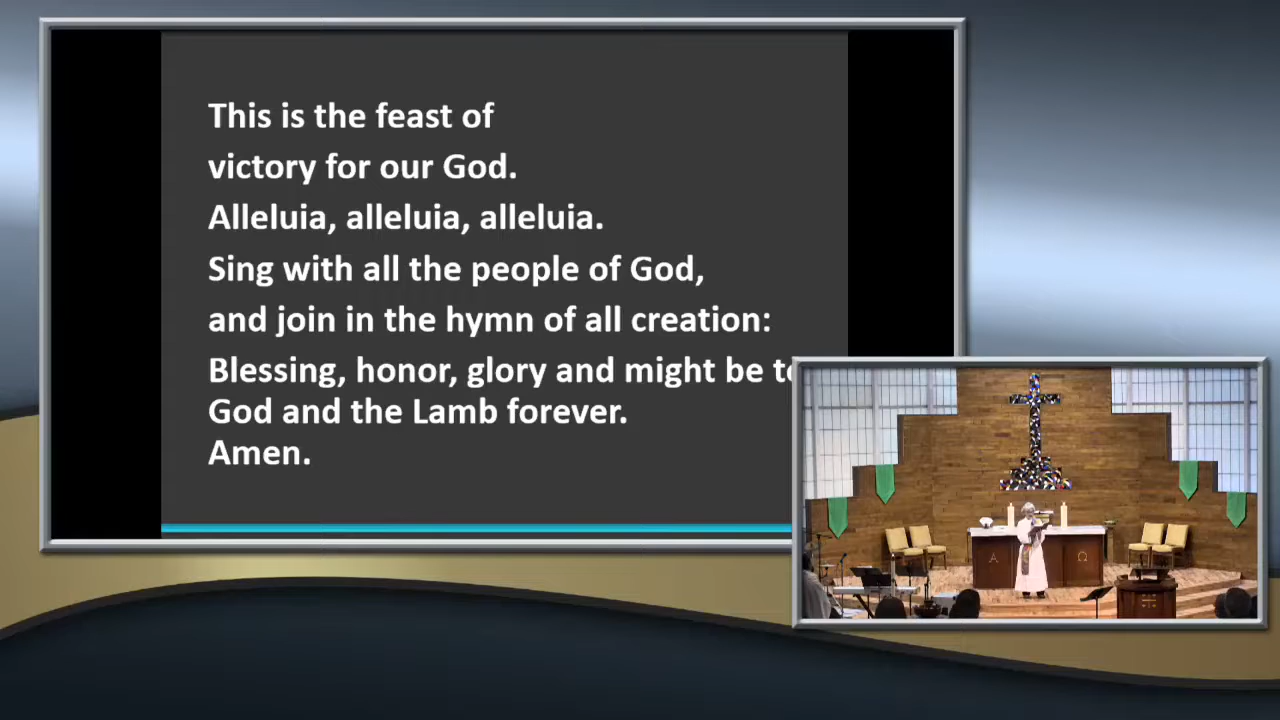 This is the feast of
victory for our God.
Alleluia, alleluia, alleluia.
Sing with all the people of God,
and join in the hymn of all creation:
Blessing, honor, glory and might be to
God and the Lamb forever.
Amen.
Α Ω